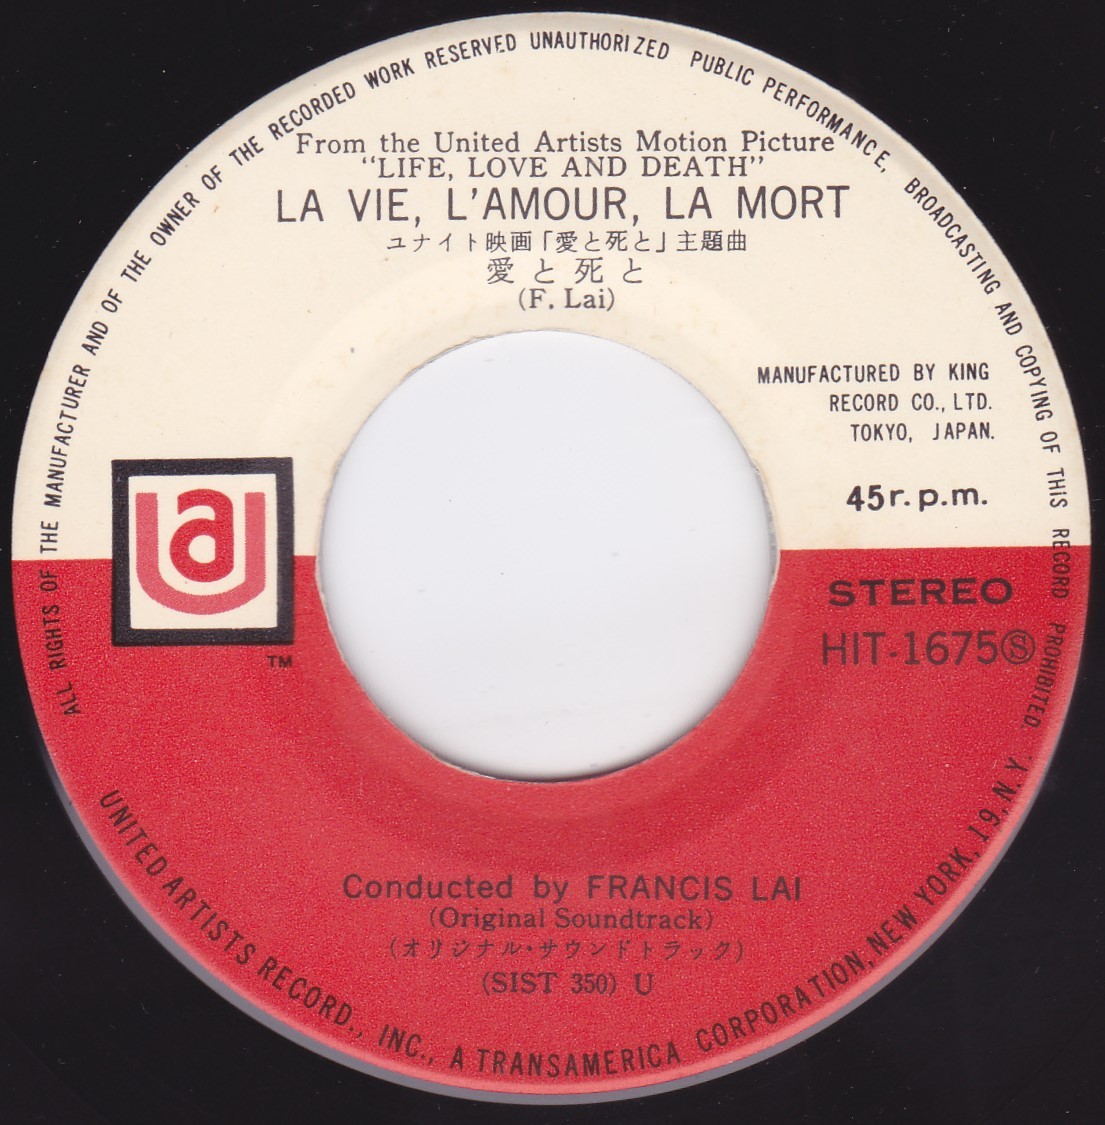 ALL RIGHTS OF THE MANUFACTURER AND OF THE OWNER OF THE RECORDED WORK RESERVED UNAUTHORIZED PUBLIC PERFORMANCE, BROADCASTING AND COPYING OF THIS RECORD PROHIBITED.
From the United Artists Motion Picture
"LIFE, LOVE AND DEATH"
LA VIE, L'AMOUR, LA MORT
ユナイト映画「愛と死と」主題曲
愛と死と
(F. Lai)
MANUFACTURED BY KING
RECORD CO., LTD.
TOKYO, JAPAN.
45 r.p.m.
ua
TM
STEREO
HIT-1675Ⓢ
Conducted by FRANCIS LAI
(Original Soundtrack)
(オリジナル・サウンドトラック)
(SIST 350) U
UNITED ARTISTS RECORD., INC., A TRANSAMERICA CORPORATION, NEW YORK, 19, N.Y.